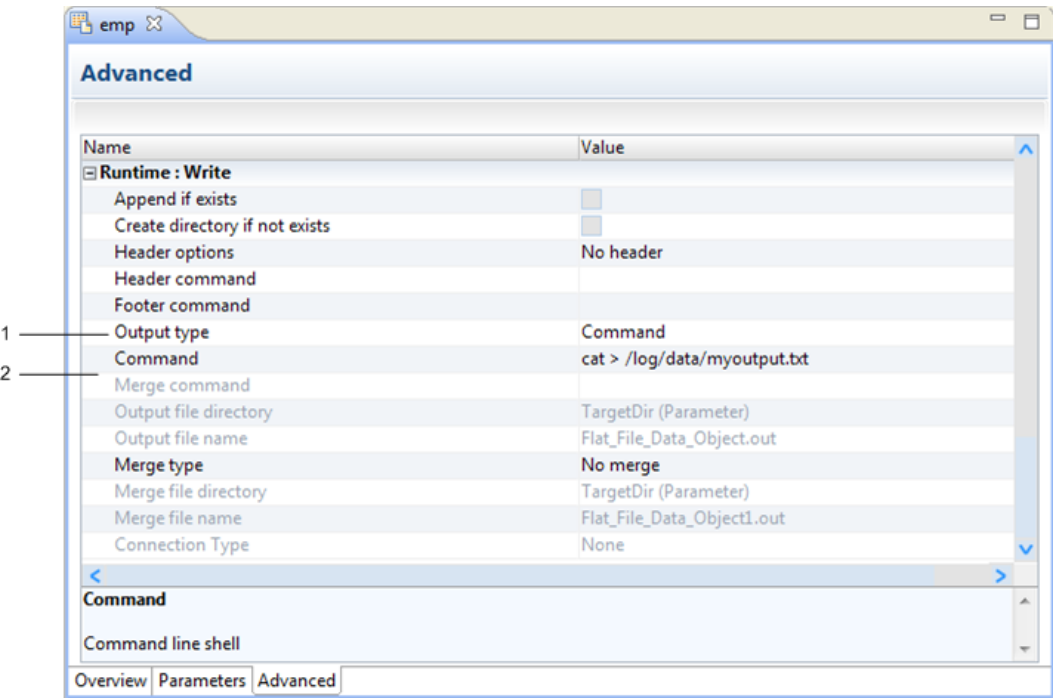 emp
Advanced
Name Value
Runtime : Write
Append if exists
Create directory if not exists
Header options No header
Header command
Footer command
1 Output type Command
Command cat > /log/data/myoutput.txt
2
Merge command
Output file directory TargetDir (Parameter)
Output file name Flat_File_Data_Object.out
Merge type No merge
Merge file directory TargetDir (Parameter)
Merge file name Flat_File_Data_Object1.out
Connection Type None
Command
Command line shell
Overview Parameters Advanced